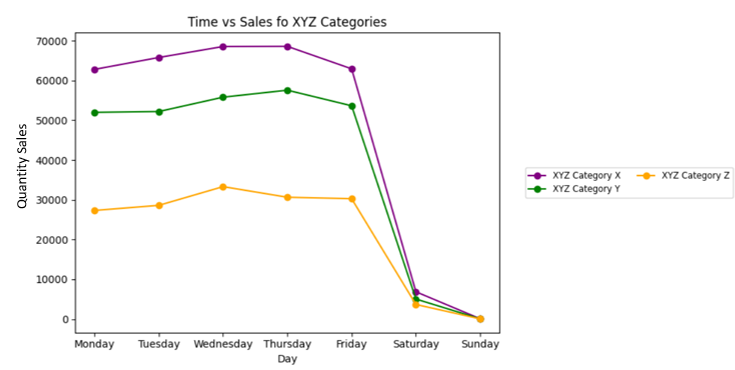 Time vs Sales fo XYZ Categories
70000
60000
50000
40000
30000
20000
10000
0
Quantity Sales
Monday Tuesday Wednesday Thursday Friday Saturday Sunday
Day
XYZ Category X XYZ Category Z
XYZ Category Y